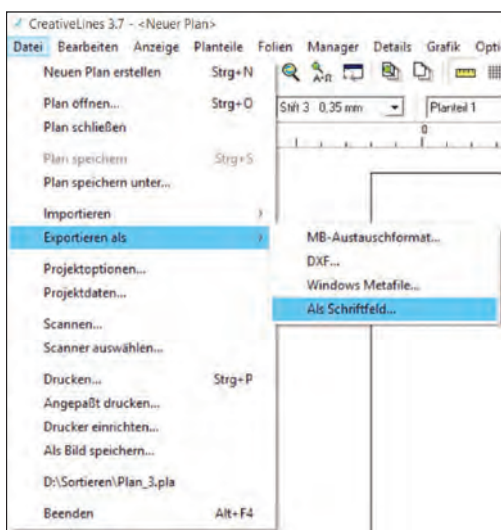 CreativeLines 3.7 - <Neuer Plan>
Datei Bearbeiten Anzeige Planteile Folien Manager Details Grafik Opti
Neuen Plan erstellen Strg+N
Plan öffnen... Strg+O
Plan schließen
Plan speichern Strg+S
Plan speichern unter...
Importieren
Exportieren als
Projektoptionen...
Projektdaten...
Scannen...
Scanner auswählen...
Drucken... Strg+P
Angepaßt drucken...
Drucker einrichten...
Als Bild speichern...
D:\Sortieren\Plan_3.pla
Beenden Alt+F4
Stift 3 0,35 mm
Planteil 1
0
MB-Austauschformat...
DXF...
Windows Metafile...
Als Schriftfeld...